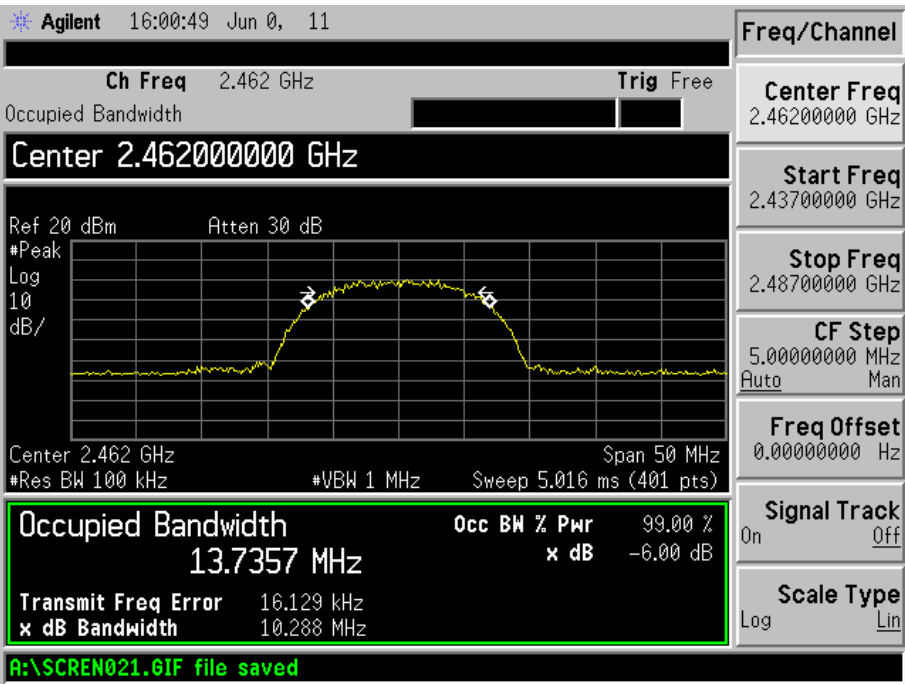 Agilent 16:00:49 Jun 0, 11
Ch Freq 2.462 GHz Trig Free
Occupied Bandwidth
Center 2.462000000 GHz
Ref 20 dBm Atten 30 dB
#Peak
Log
10
dB/
Center 2.462 GHz Span 50 MHz
#Res BW 100 kHz #VBW 1 MHz Sweep 5.016 ms (401 pts)
Occupied Bandwidth Occ BW % Pwr 99.00 %
13.7357 MHz x dB -6.00 dB
Transmit Freq Error 16.129 kHz
x dB Bandwidth 10.288 MHz
A:\SCREN021.GIF file saved
Freq/Channel
Center Freq
2.46200000 GHz
Start Freq
2.43700000 GHz
Stop Freq
2.48700000 GHz
CF Step
5.00000000 MHz
Auto Man
Freq Offset
0.00000000 Hz
Signal Track
On Off
Scale Type
Log Lin